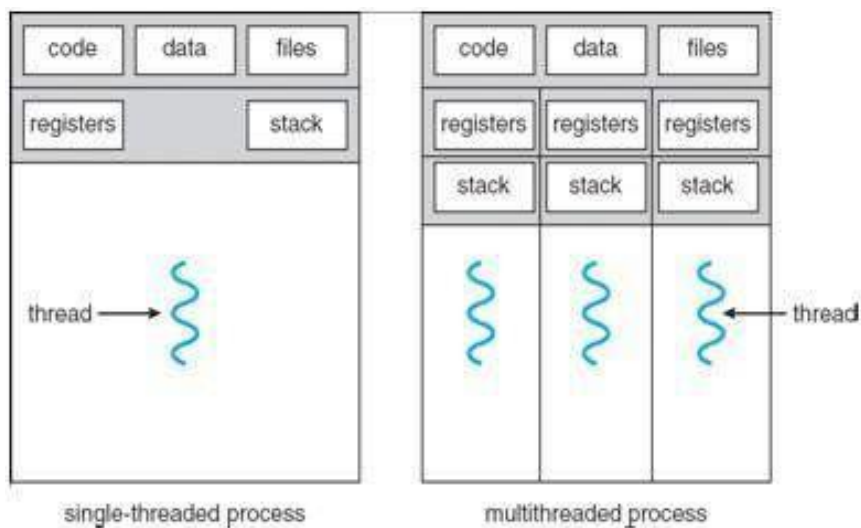 code data files code data files
registers stack registers registers registers
stack stack stack
thread thread
single-threaded process multithreaded process